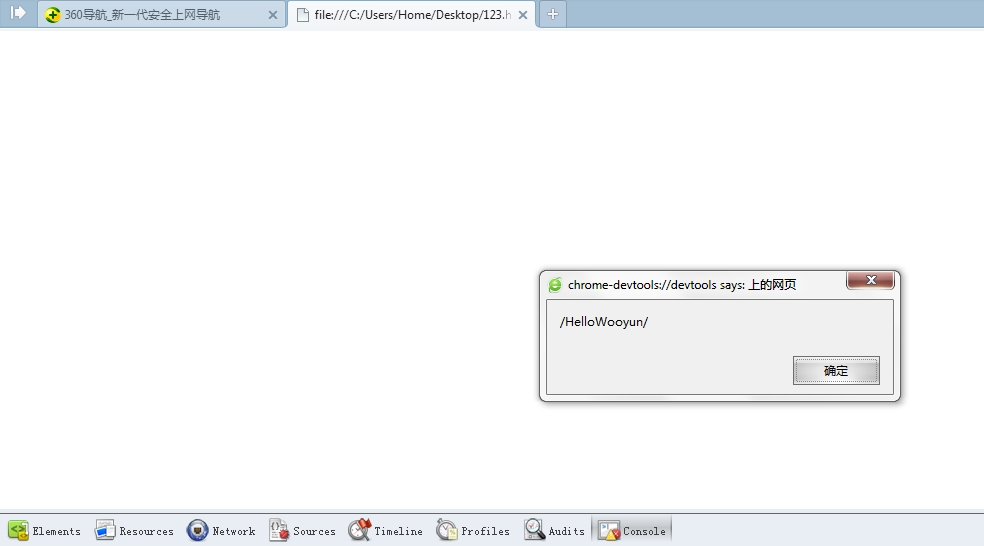 360导航_新一代安全上网导航
file:///C:/Users/Home/Desktop/123.h
chrome-devtools://devtools says: 上的网页
/HelloWooyun/
确定
Elements Resources Network Sources Timeline Profiles Audits Console